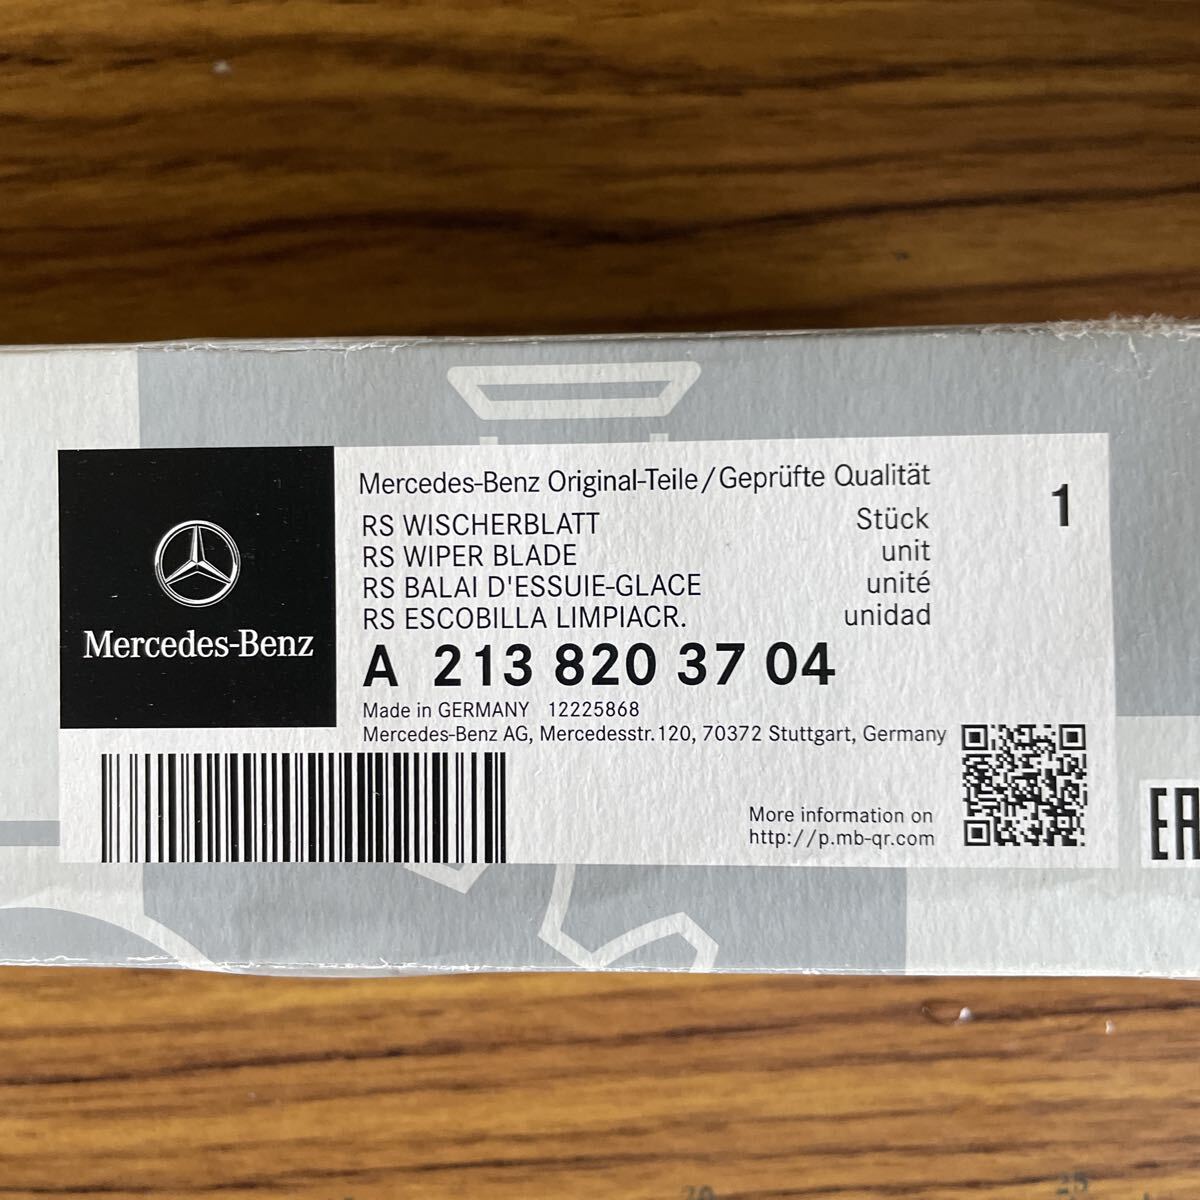 Mercedes-Benz
Mercedes-Benz Original-Teile/Geprüfte Qualität
RS WISCHERBLATT Stück 1
RS WIPER BLADE unit
RS BALAI D'ESSUIE-GLACE unité
RS ESCOBILLA LIMPIACR. unidad
A 213 820 37 04
Made in GERMANY 12225868
Mercedes-Benz AG, Mercedesstr.120, 70372 Stuttgart, Germany
More information on
http://p.mb-qr.com
EA